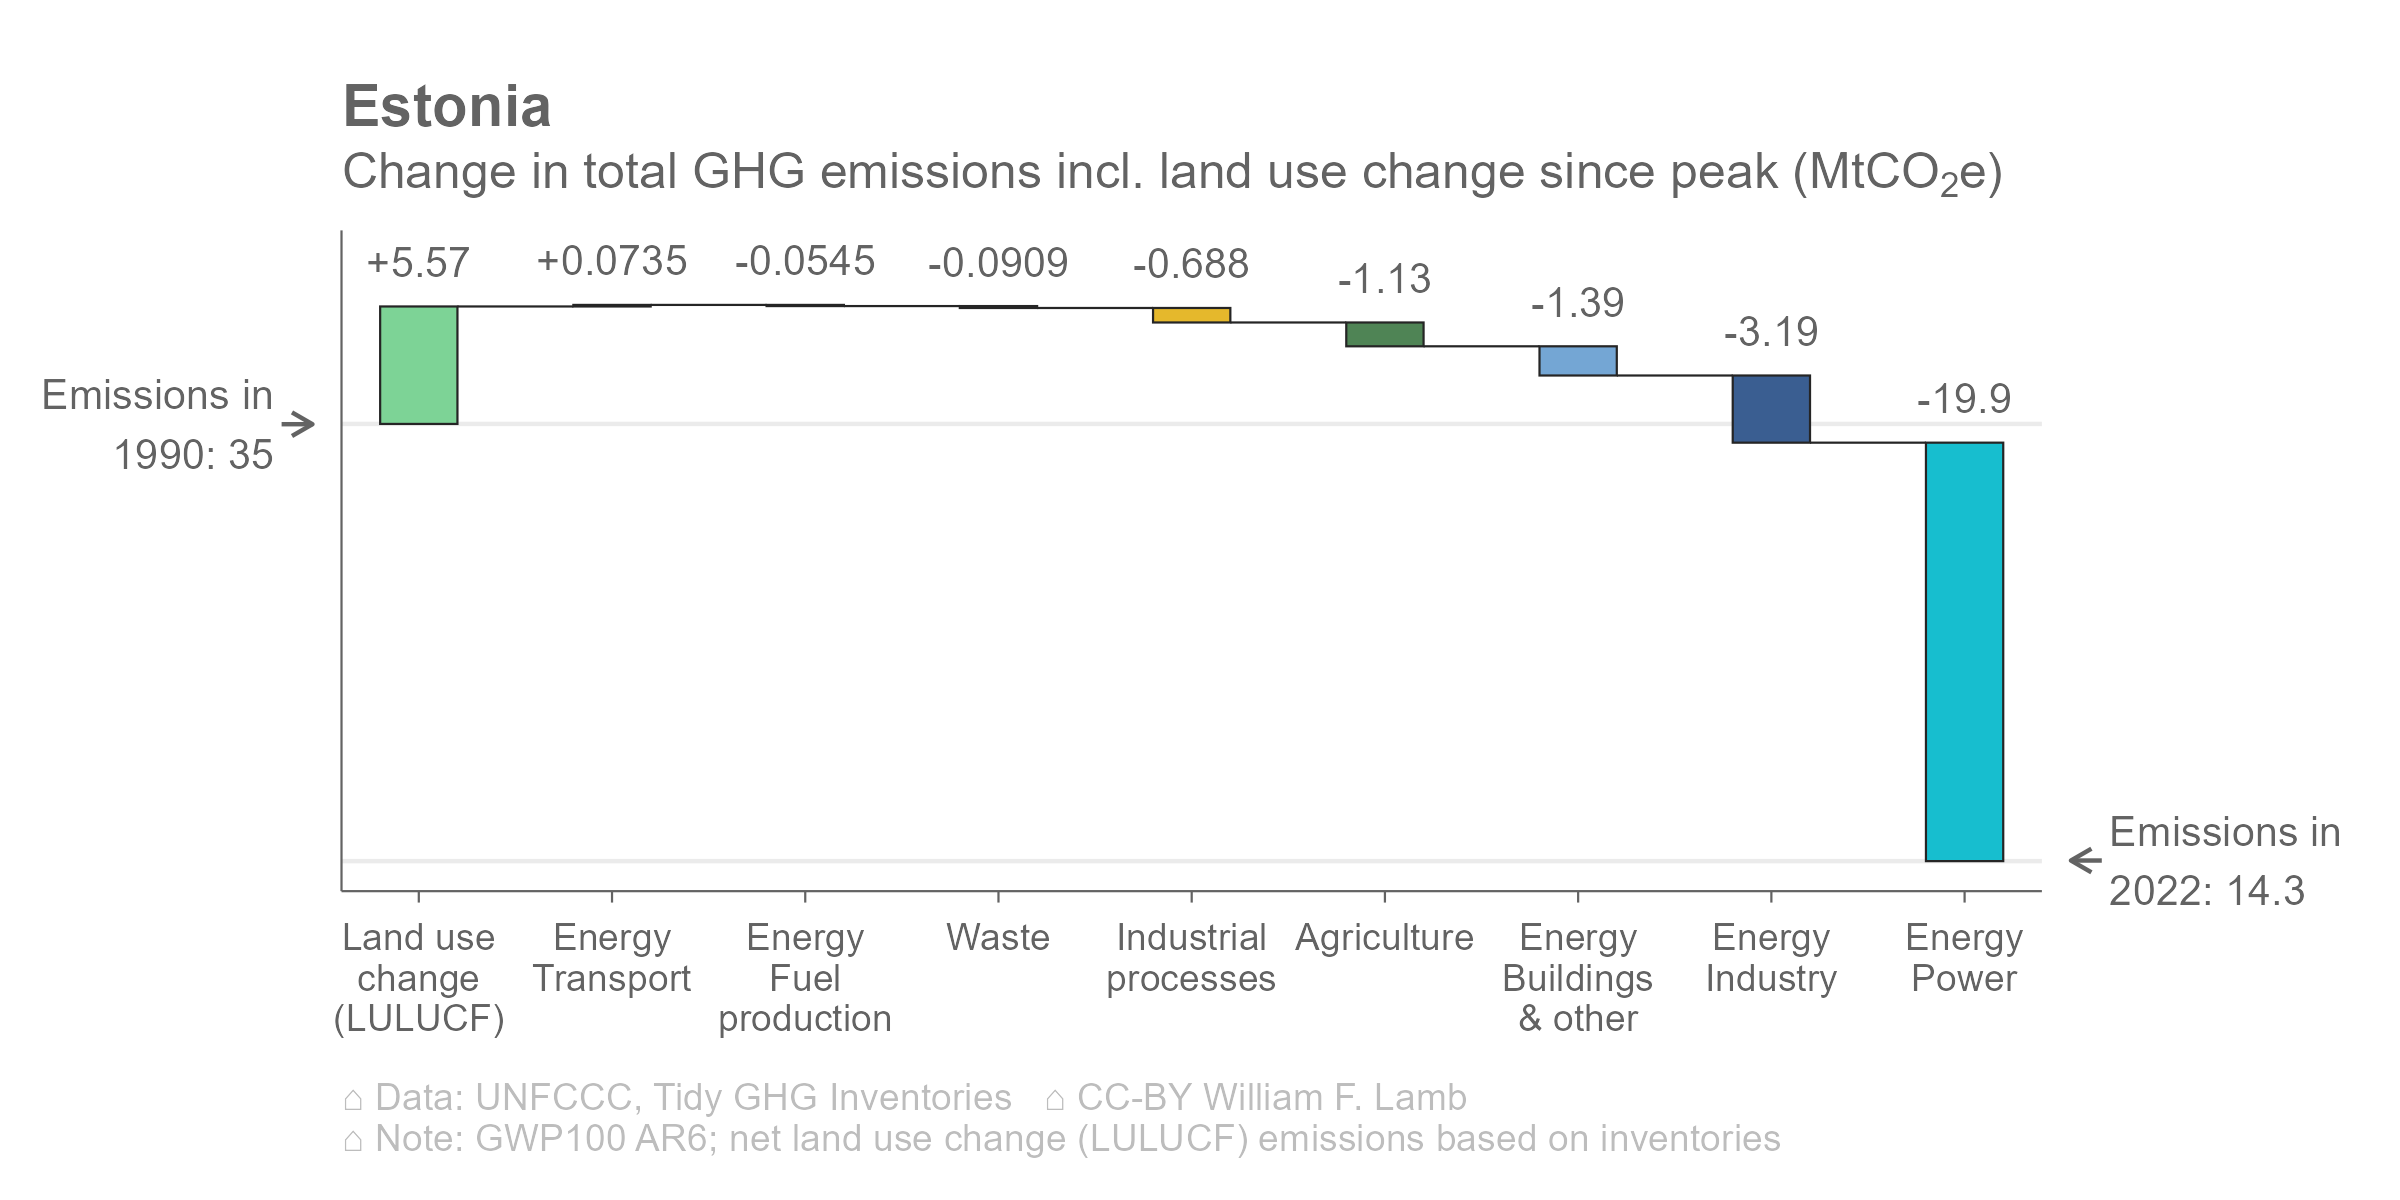 Estonia
Change in total GHG emissions incl. land use change since peak (MtCO₂e)
+5.57 +0.0735 -0.0545 -0.0909 -0.688 -1.13 -1.39 -3.19 -19.9
Emissions in
1990: 35
Emissions in
2022: 14.3
Land use
change
(LULUCF)
Energy
Transport
Energy
Fuel
production
Waste
Industrial
processes
Agriculture
Energy
Buildings
& other
Energy
Industry
Energy
Power
⌂ Data: UNFCCC, Tidy GHG Inventories ⌂ CC-BY William F. Lamb
⌂ Note: GWP100 AR6; net land use change (LULUCF) emissions based on inventories